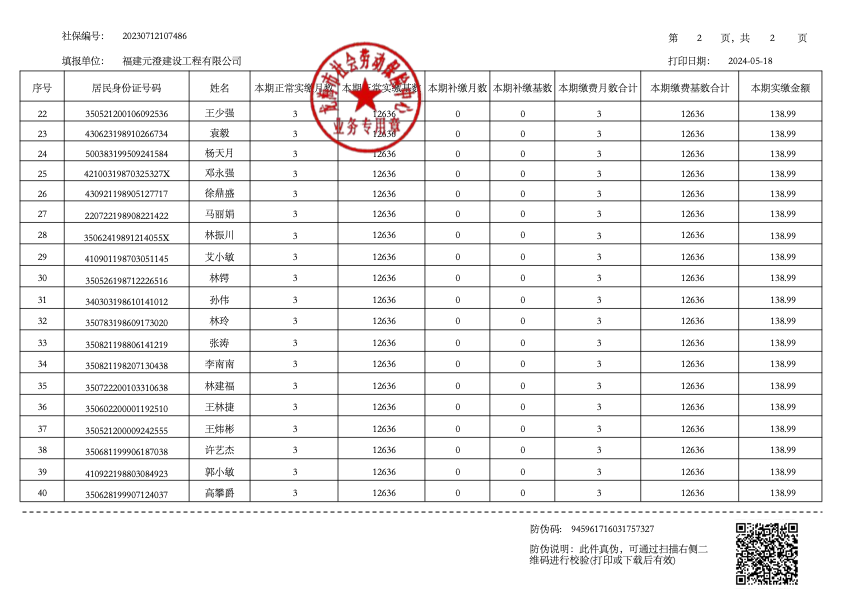 社保编号： 20230712107486 第 2 页，共 2 页
填报单位： 福建元澄建设工程有限公司 打印日期： 2024-05-18
序号 居民身份证号码 姓名 本期正常实缴月数 本期正常实缴基数 本期补缴月数 本期补缴基数 本期缴费月数合计 本期缴费基数合计 本期实缴金额
22 350521200106092536 王少强 3 12636 0 0 3 12636 138.99
23 430623198910266734 袁毅 3 12636 0 0 3 12636 138.99
24 500383199509241584 杨天月 3 12636 0 0 3 12636 138.99
25 42100319870325327X 邓永强 3 12636 0 0 3 12636 138.99
26 430921198905127717 徐鼎盛 3 12636 0 0 3 12636 138.99
27 220722198908221422 马丽娟 3 12636 0 0 3 12636 138.99
28 35062419891214055X 林振川 3 12636 0 0 3 12636 138.99
29 410901198703051145 艾小敏 3 12636 0 0 3 12636 138.99
30 350526198712226516 林锷 3 12636 0 0 3 12636 138.99
31 340303198610141012 孙伟 3 12636 0 0 3 12636 138.99
32 350783198609173020 林玲 3 12636 0 0 3 12636 138.99
33 350821198806141219 张涛 3 12636 0 0 3 12636 138.99
34 350821198207130438 李南南 3 12636 0 0 3 12636 138.99
35 350722200103310638 林建福 3 12636 0 0 3 12636 138.99
36 350602200001192510 王林捷 3 12636 0 0 3 12636 138.99
37 350521200009242555 王炜彬 3 12636 0 0 3 12636 138.99
38 350681199906187038 许艺杰 3 12636 0 0 3 12636 138.99
39 410922198803084923 郭小敏 3 12636 0 0 3 12636 138.99
40 350628199907124037 高攀爵 3 12636 0 0 3 12636 138.99
龙海市社会劳动保险中心
业务专用章
防伪码： 945961716031757327
防伪说明：此件真伪，可通过扫描右侧二
维码进行校验(打印或下载后有效)